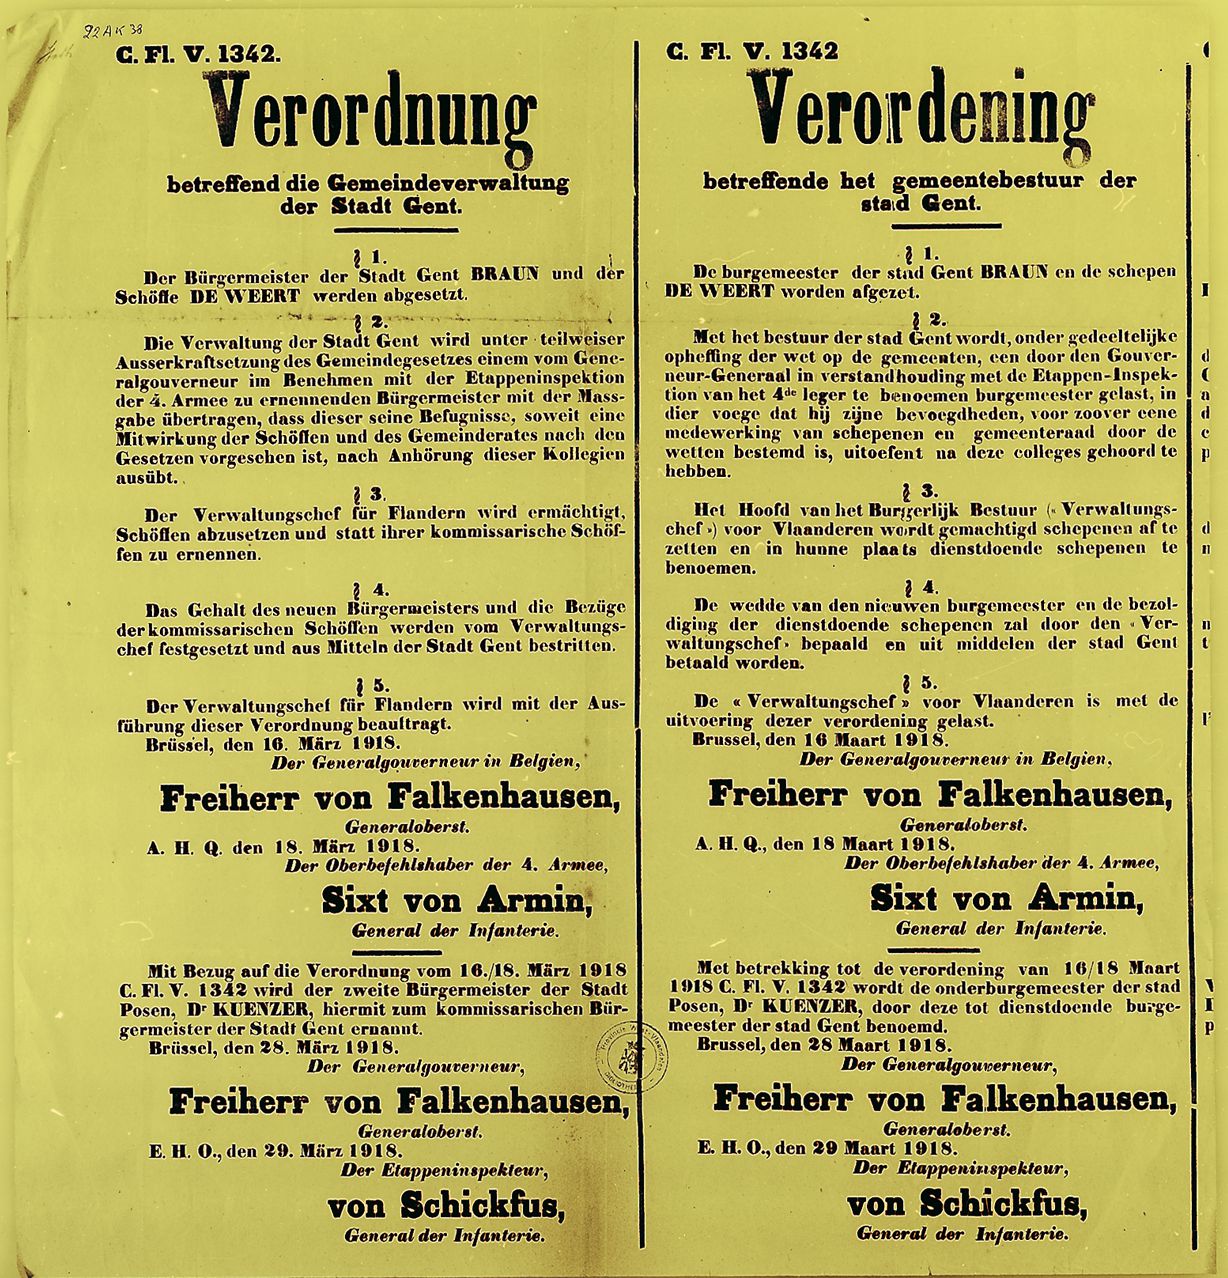 22 AK 38
C. Fl. V. 1342.
Verordnung
betreffend die Gemeindeverwaltung
der Stadt Gent.
§ 1.
Der Bürgermeister der Stadt Gent BRAUN und der
Schöffe DE WEERT werden abgesetzt.
§ 2.
Die Verwaltung der Stadt Gent wird unter teilweiser
Ausserkraftsetzung des Gemeindegesetzes einem vom Gene-
ralgouverneur im Benehmen mit der Etappeninspektion
der 4. Armee zu ernennenden Bürgermeister mit der Mass-
gabe übertragen, dass dieser seine Befugnisse, soweit eine
Mitwirkung der Schöffen und des Gemeinderates nach den
Gesetzen vorgesehen ist, nach Anhörung dieser Kollegien
ausübt.
§ 3.
Der Verwaltungschef für Flandern wird ermächtigt,
Schöffen abzusetzen und statt ihrer kommissarische Schöf-
fen zu ernennen.
§ 4.
Das Gehalt des neuen Bürgermeisters und die Bezüge
der kommissarischen Schöffen werden vom Verwaltungs-
chef festgesetzt und aus Mitteln der Stadt Gent bestritten.
§ 5.
Der Verwaltungschef für Flandern wird mit der Aus-
führung dieser Verordnung beauftragt.
Brüssel, den 16. März 1918.
Der Generalgouverneur in Belgien,
Freiherr von Falkenhausen,
Generaloberst.
A. H. Q. den 18. März 1918.
Der Oberbefehlshaber der 4. Armee,
Sixt von Armin,
General der Infanterie.
Mit Bezug auf die Verordnung vom 16./18. März 1918
C. Fl. V. 1342 wird der zweite Bürgermeister der Stadt
Posen, Dr KUENZER, hiermit zum kommissarischen Bür-
germeister der Stadt Gent ernannt.
Brüssel, den 28. März 1918.
Der Generalgouverneur,
Freiherr von Falkenhausen,
Generaloberst.
E. H. O., den 29. März 1918.
Der Etappeninspekteur,
von Schickfus,
General der Infanterie.
C. Fl. V. 1342
Verordening
betreffende het gemeentebestuur der
stad Gent.
§ 1.
De burgemeester der stad Gent BRAUN en de schepen
DE WEERT worden afgezet.
§ 2.
Met het bestuur der stad Gent wordt, onder gedeeltelijke
opheffing der wet op de gemeenten, een door den Gouver-
neur-Generaal in verstandhouding met de Etappen-Inspek-
tion van het 4de leger te benoemen burgemeester gelast, in
dier voege dat hij zijne bevoegdheden, voor zoover eene
medewerking van schepenen en gemeenteraad door de
wetten bestemd is, uitoefent na deze colleges gehoord te
hebben.
§ 3.
Het Hoofd van het Burgerlijk Bestuur (« Verwaltungs-
chef ») voor Vlaanderen wordt gemachtigd schepenen af te
zetten en in hunne plaats dienstdoende schepenen te
benoemen.
§ 4.
De wedde van den nieuwen burgemeester en de bezol-
diging der dienstdoende schepenen zal door den « Ver-
waltungschef » bepaald en uit middelen der stad Gent
betaald worden.
§ 5.
De « Verwaltungschef » voor Vlaanderen is met de
uitvoering dezer verordening gelast.
Brussel, den 16 Maart 1918.
Der Generalgouverneur in Belgien,
Freiherr von Falkenhausen,
Generaloberst.
A. H. Q., den 18 Maart 1918.
Der Oberbefehlshaber der 4. Armee,
Sixt von Armin,
General der Infanterie.
Met betrekking tot de verordening van 16/18 Maart
1918 C. Fl. V. 1342 wordt de onderburgemeester der stad
Posen, Dr KUENZER, door deze tot dienstdoende burge-
meester der stad Gent benoemd.
Brussel, den 28 Maart 1918.
Der Generalgouverneur,
Freiherr von Falkenhausen,
Generaloberst.
E. H. O., den 29 Maart 1918.
Der Etappeninspekteur,
von Schickfus,
General der Infanterie.